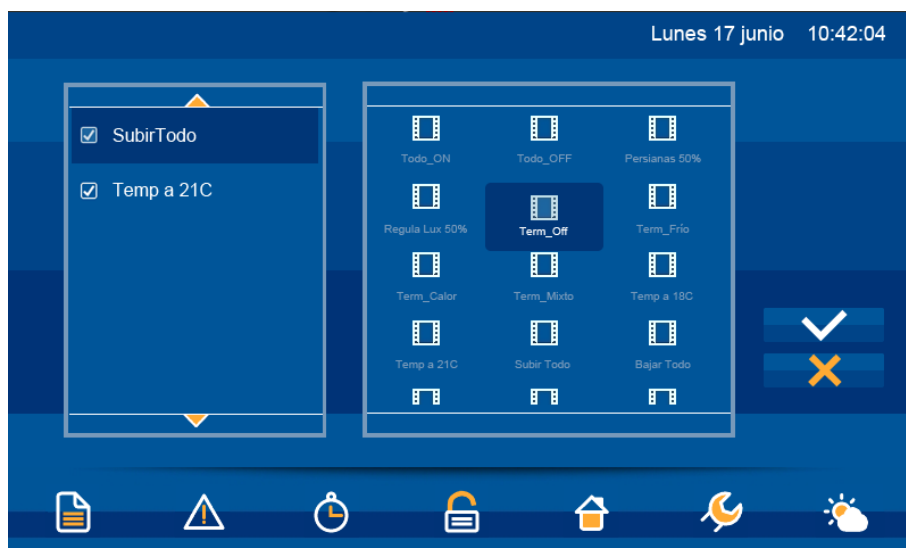 Lunes 17 junio 10:42:04
SubirTodo
Temp a 21C
Todo_ON Todo_OFF Persianas 50%
Regula Lux 50% Term_Off Term_Frio
Term_Calor Term_Mixto Temp a 18C
Temp a 21C Subir Todo Bajar Todo